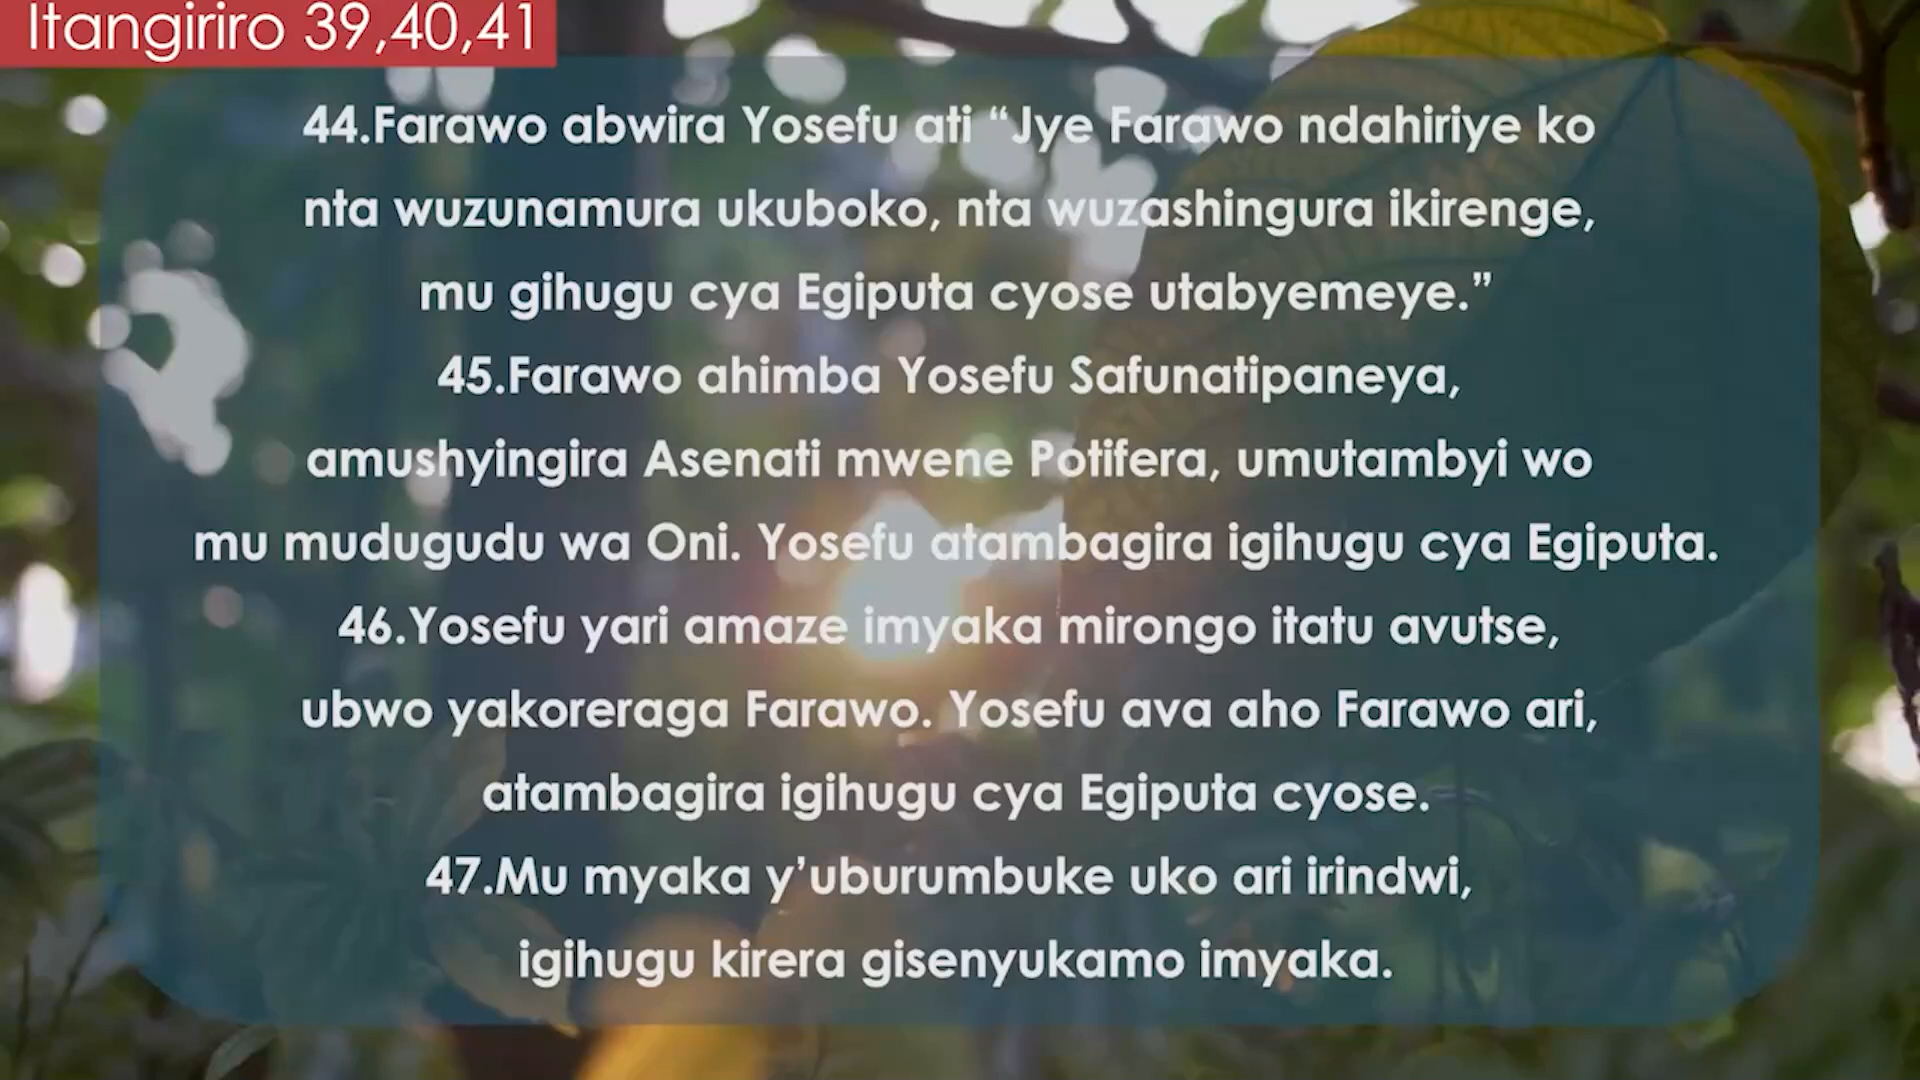 Itangiriro 39,40,41
44.Farawo abwira Yosefu ati “Jye Farawo ndahiriye ko
nta wuzunamura ukuboko, nta wuzashingura ikirenge,
mu gihugu cya Egiputa cyose utabyemeye.”
45.Farawo ahimba Yosefu Safunatipaneya,
amushyingira Asenati mwene Potifera, umutambyi wo
mu mudugudu wa Oni. Yosefu atambagira igihugu cya Egiputa.
46.Yosefu yari amaze imyaka mirongo itatu avutse,
ubwo yakoreraga Farawo. Yosefu ava aho Farawo ari,
atambagira igihugu cya Egiputa cyose.
47.Mu myaka y’uburumbuke uko ari irindwi,
igihugu kirera gisenyukamo imyaka.